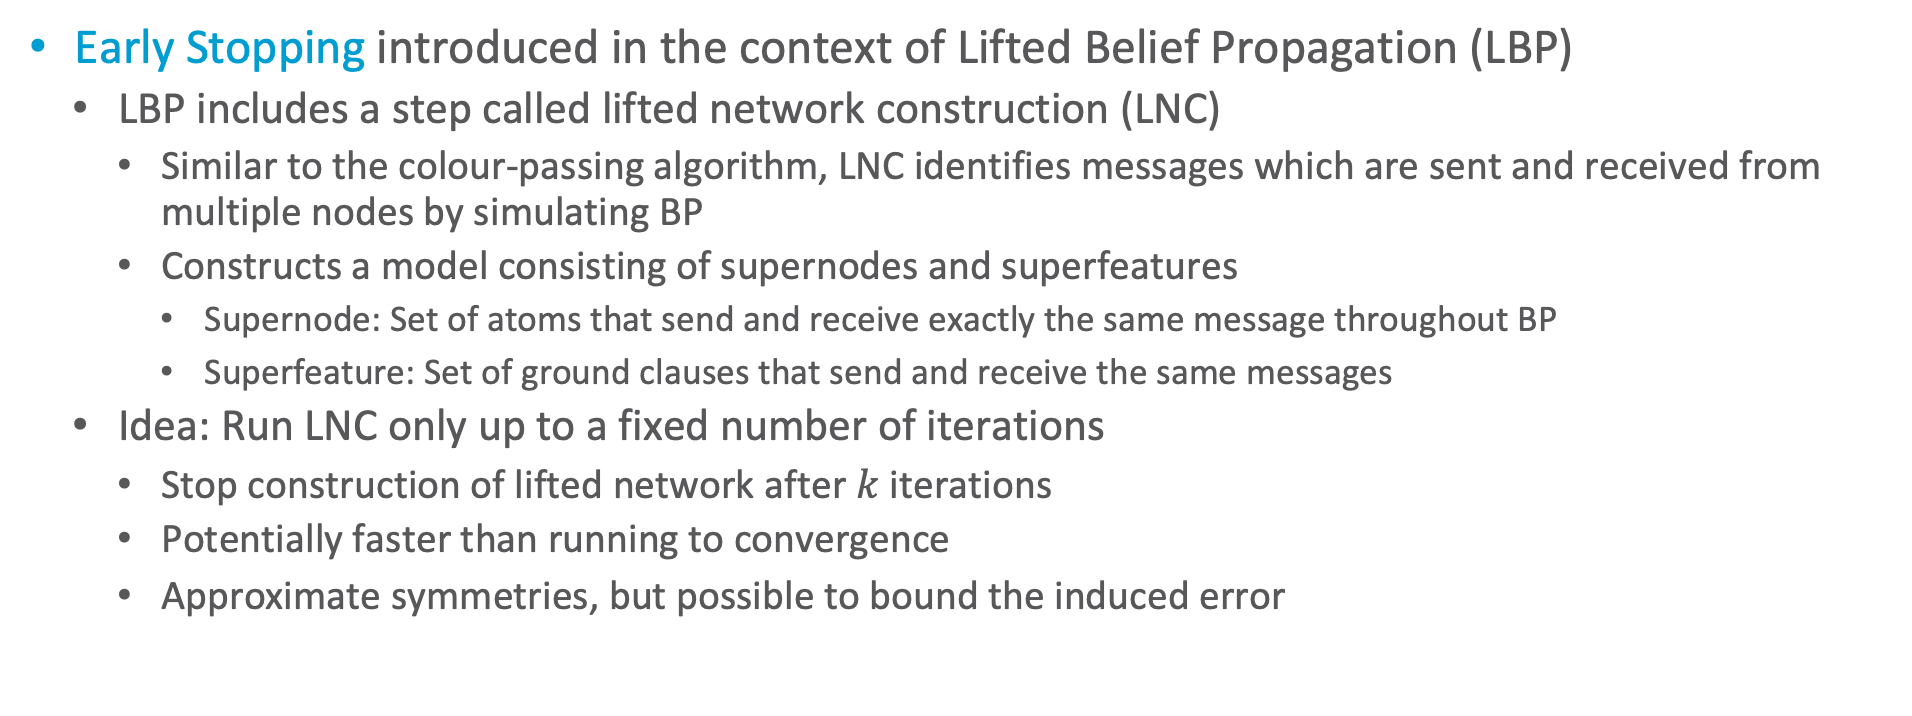 • Early Stopping introduced in the context of Lifted Belief Propagation (LBP)
• LBP includes a step called lifted network construction (LNC)
• Similar to the colour-passing algorithm, LNC identifies messages which are sent and received from
multiple nodes by simulating BP
• Constructs a model consisting of supernodes and superfeatures
• Supernode: Set of atoms that send and receive exactly the same message throughout BP
• Superfeature: Set of ground clauses that send and receive the same messages
• Idea: Run LNC only up to a fixed number of iterations
• Stop construction of lifted network after k iterations
• Potentially faster than running to convergence
• Approximate symmetries, but possible to bound the induced error